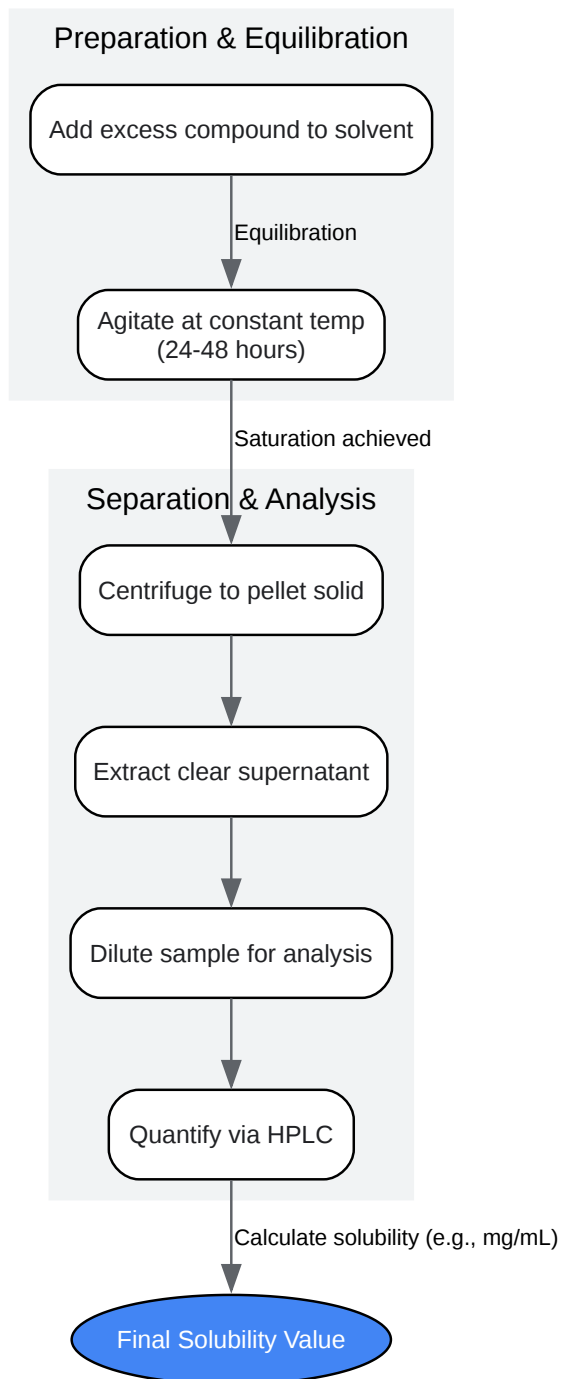 Preparation & Equilibration
Add excess compound to solvent
Equilibration
Agitate at constant temp
(24-48 hours)
Saturation achieved
Separation & Analysis
Centrifuge to pellet solid
Extract clear supernatant
Dilute sample for analysis
Quantify via HPLC
Calculate solubility (e.g., mg/mL)
Final Solubility Value